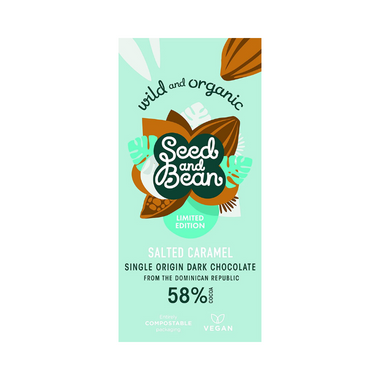 wild and organic
Seed
and
Bean
LIMITED
EDITION
SALTED CARAMEL
SINGLE ORIGIN DARK CHOCOLATE
FROM THE DOMINICAN REPUBLIC
58% COCOA
COMPOSTABLE
VEGAN